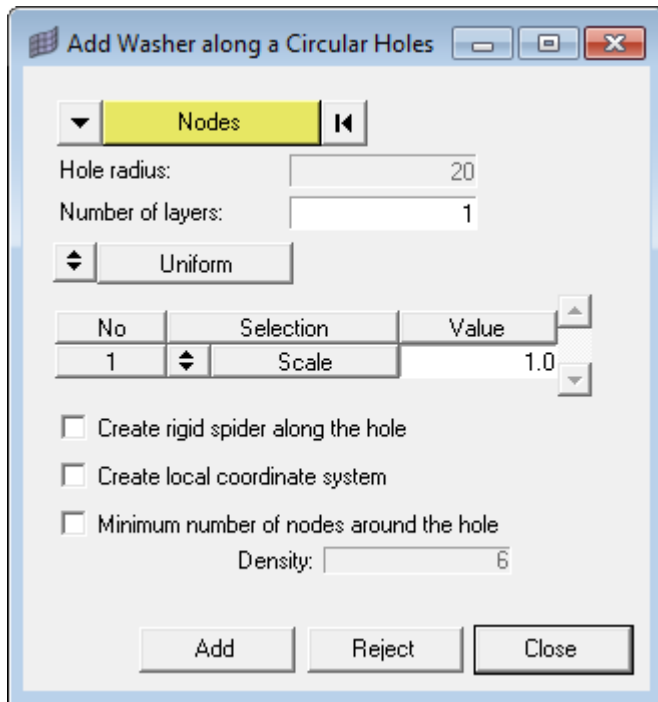 Add Washer along a Circular Holes
Nodes
Hole radius: 20
Number of layers: 1
Uniform
No Selection Value
1 Scale 1.0
Create rigid spider along the hole
Create local coordinate system
Minimum number of nodes around the hole
Density: 6
Add Reject Close